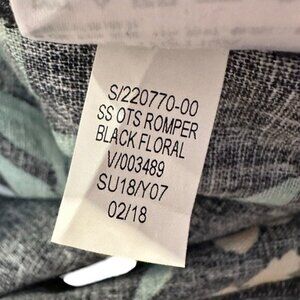 S/220770-00
SS OTS ROMPER
BLACK FLORAL
V/003489
SU18/Y07
02/18